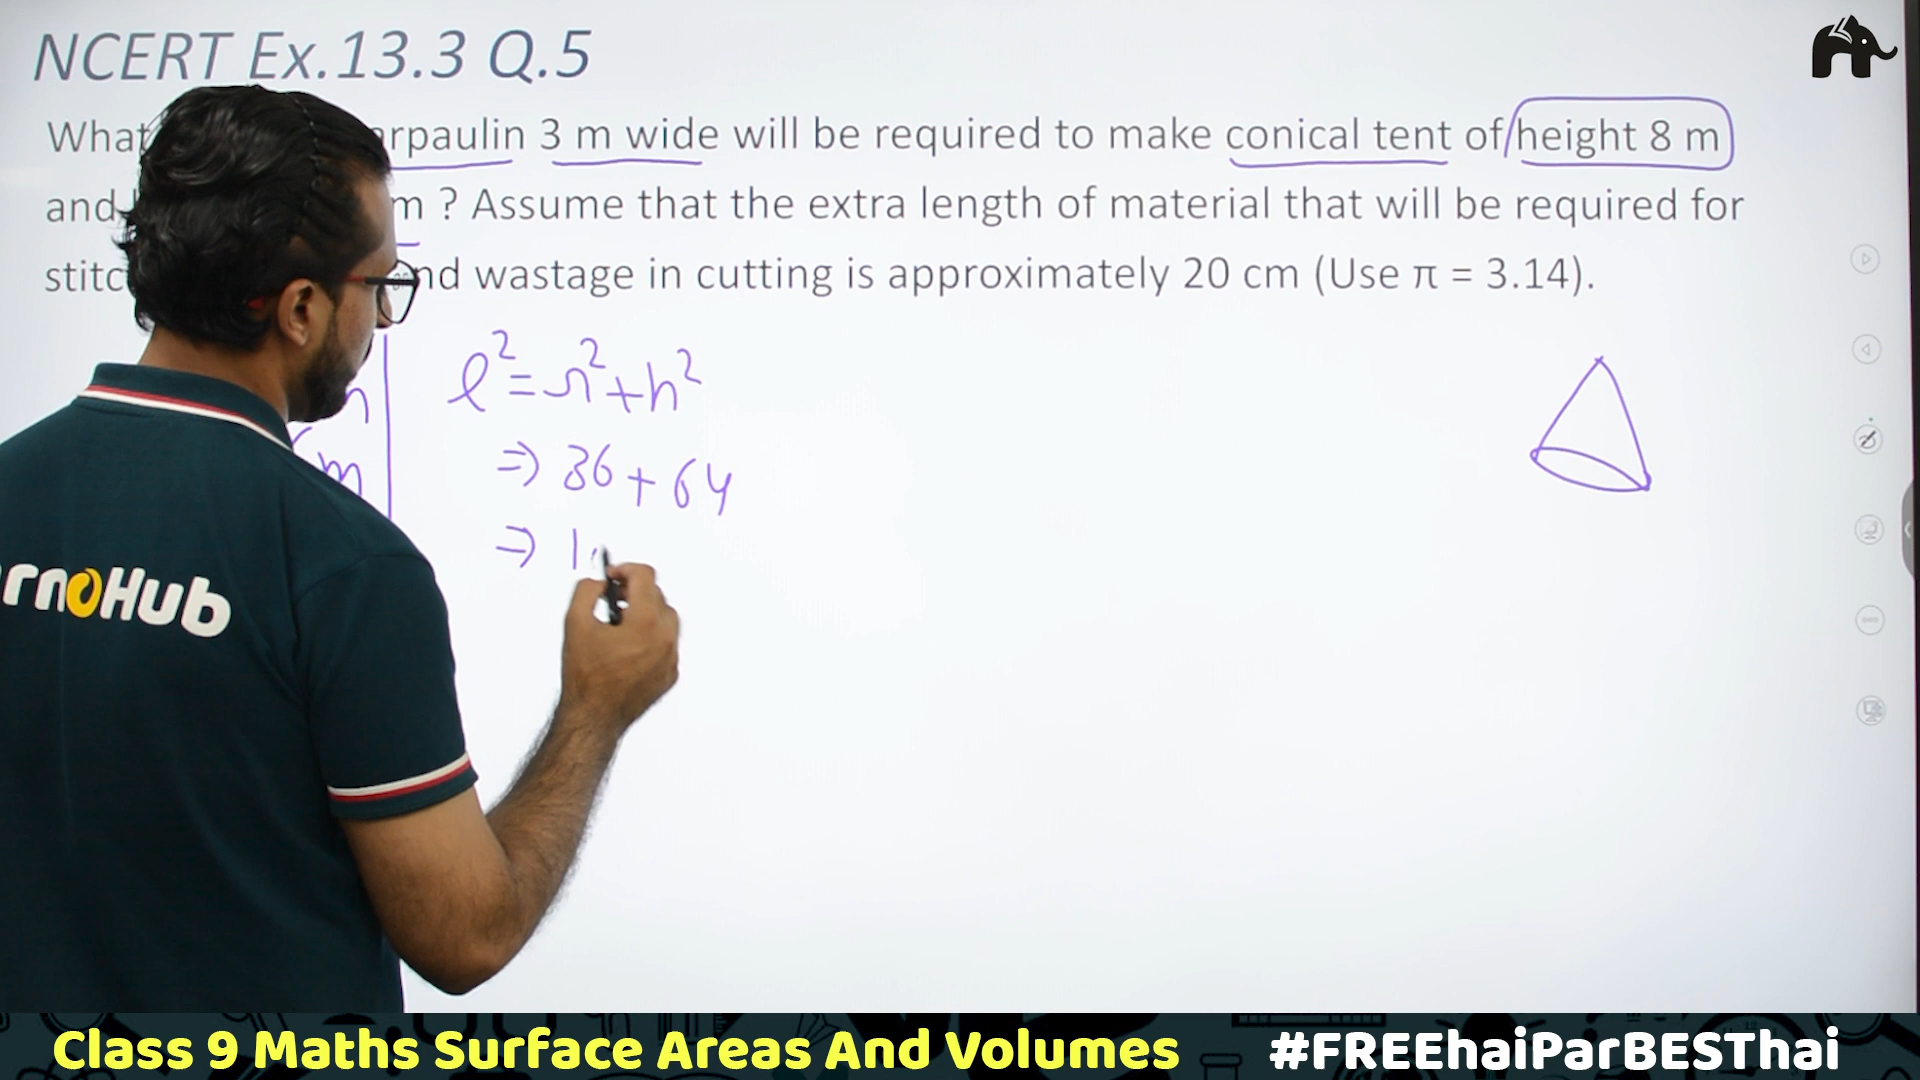 NCERT Ex.13.3 Q.5
What arpaulin 3 m wide will be required to make conical tent of height 8 m
and m ? Assume that the extra length of material that will be required for
stitc nd wastage in cutting is approximately 20 cm (Use π = 3.14).
l² = r² + h²
m
⇒ 36 + 64
m
⇒ 1
rnoHub
Class 9 Maths Surface Areas And Volumes #FREEhaiParBESThai